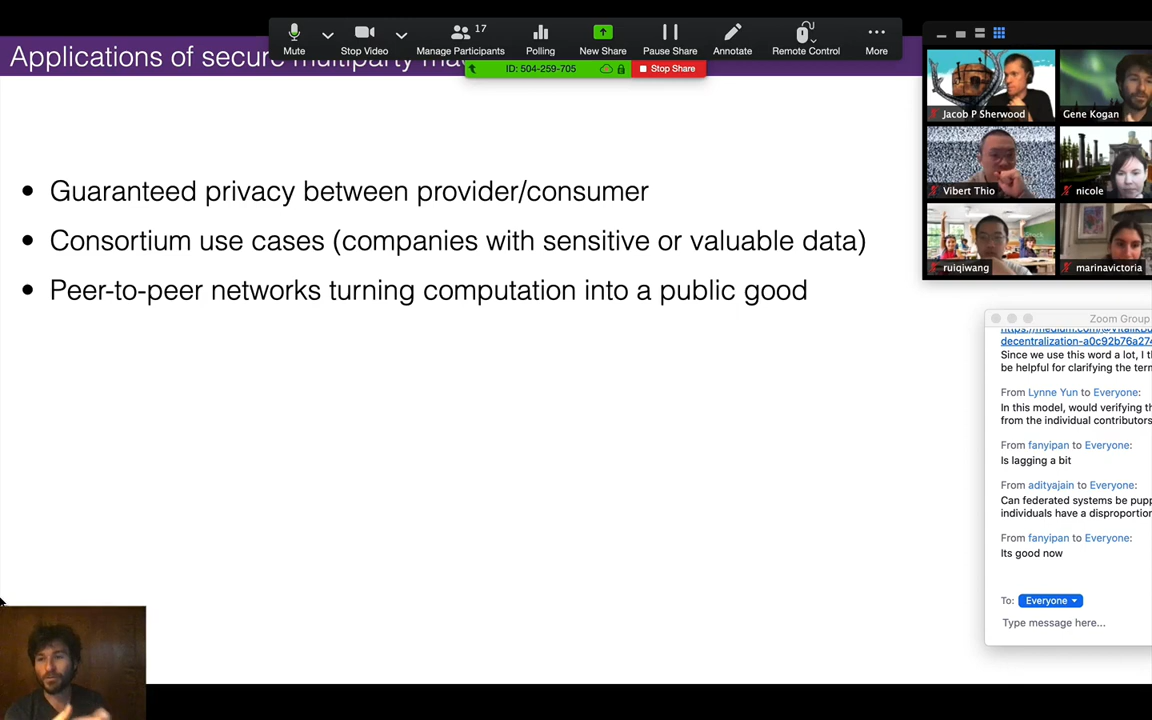 17
Mute
Stop Video
Manage Participants
Polling
New Share
Pause Share
Annotate
Remote Control
More
Applications of secure multiparty ma
ID: 504-259-705
Stop Share
Jacob P Sherwood
Gene Kogan
Vibert Thio
nicole
ruiqiwang
marinavictoria
Guaranteed privacy between provider/consumer
Consortium use cases (companies with sensitive or valuable data)
Peer-to-peer networks turning computation into a public good
Zoom Group
decentralization-a0c92b76a27
Since we use this word a lot, I t
be helpful for clarifying the ter
From Lynne Yun to Everyone:
In this model, would verifying th
from the individual contributors
From fanyipan to Everyone:
Is lagging a bit
From adityajain to Everyone:
Can federated systems be pupp
individuals have a disproportion
From fanyipan to Everyone:
Its good now
To: Everyone
Type message here...